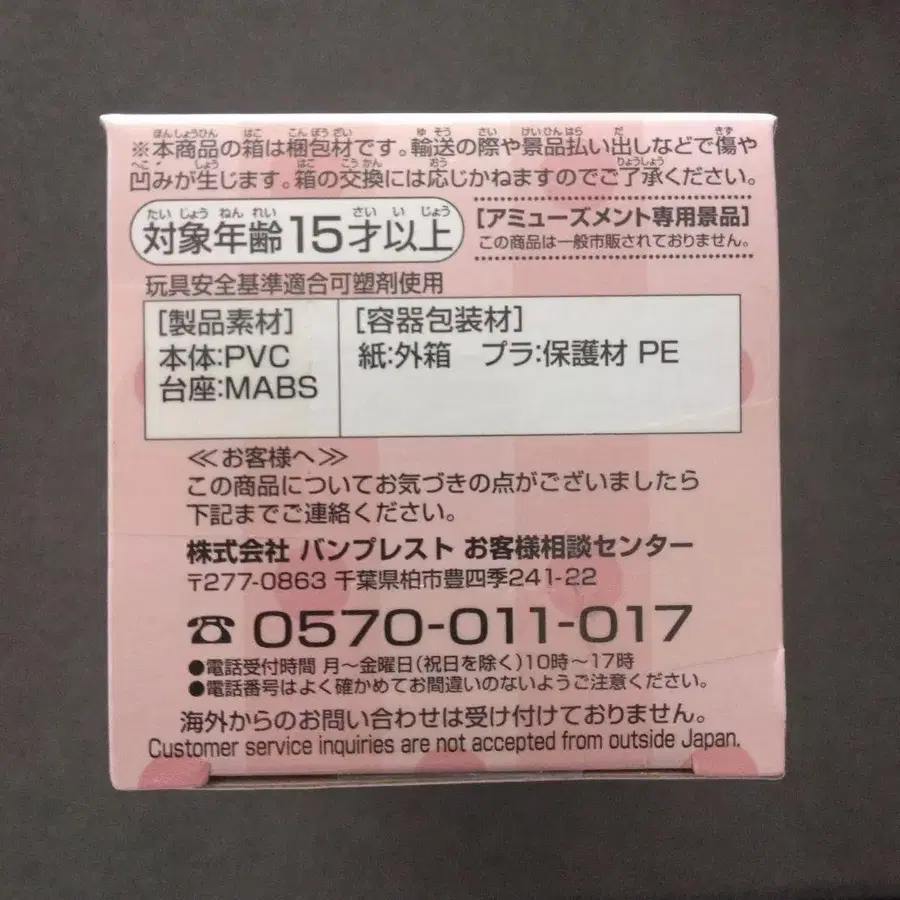 ※本商品の箱は梱包材です。輸送の際や景品払い出しなどで傷や
凹みが生じます。箱の交換には応じかねますのでご了承ください。
対象年齢15才以上
[アミューズメント専用景品]
この商品は一般市販されておりません。
玩具安全基準適合可塑剤使用
[製品素材]
本体:PVC
台座:MABS
[容器包装材]
紙:外箱 プラ:保護材 PE
≪お客様へ≫
この商品についてお気づきの点がございましたら
下記までご連絡ください。
株式会社 バンプレスト お客様相談センター
〒277-0863 千葉県柏市豊四季241-22
☎ 0570-011-017
●電話受付時間 月〜金曜日(祝日を除く)10時〜17時
●電話番号はよく確かめてお間違いのないようご注意ください。
海外からのお問い合わせは受け付けておりません。
Customer service inquiries are not accepted from outside Japan.